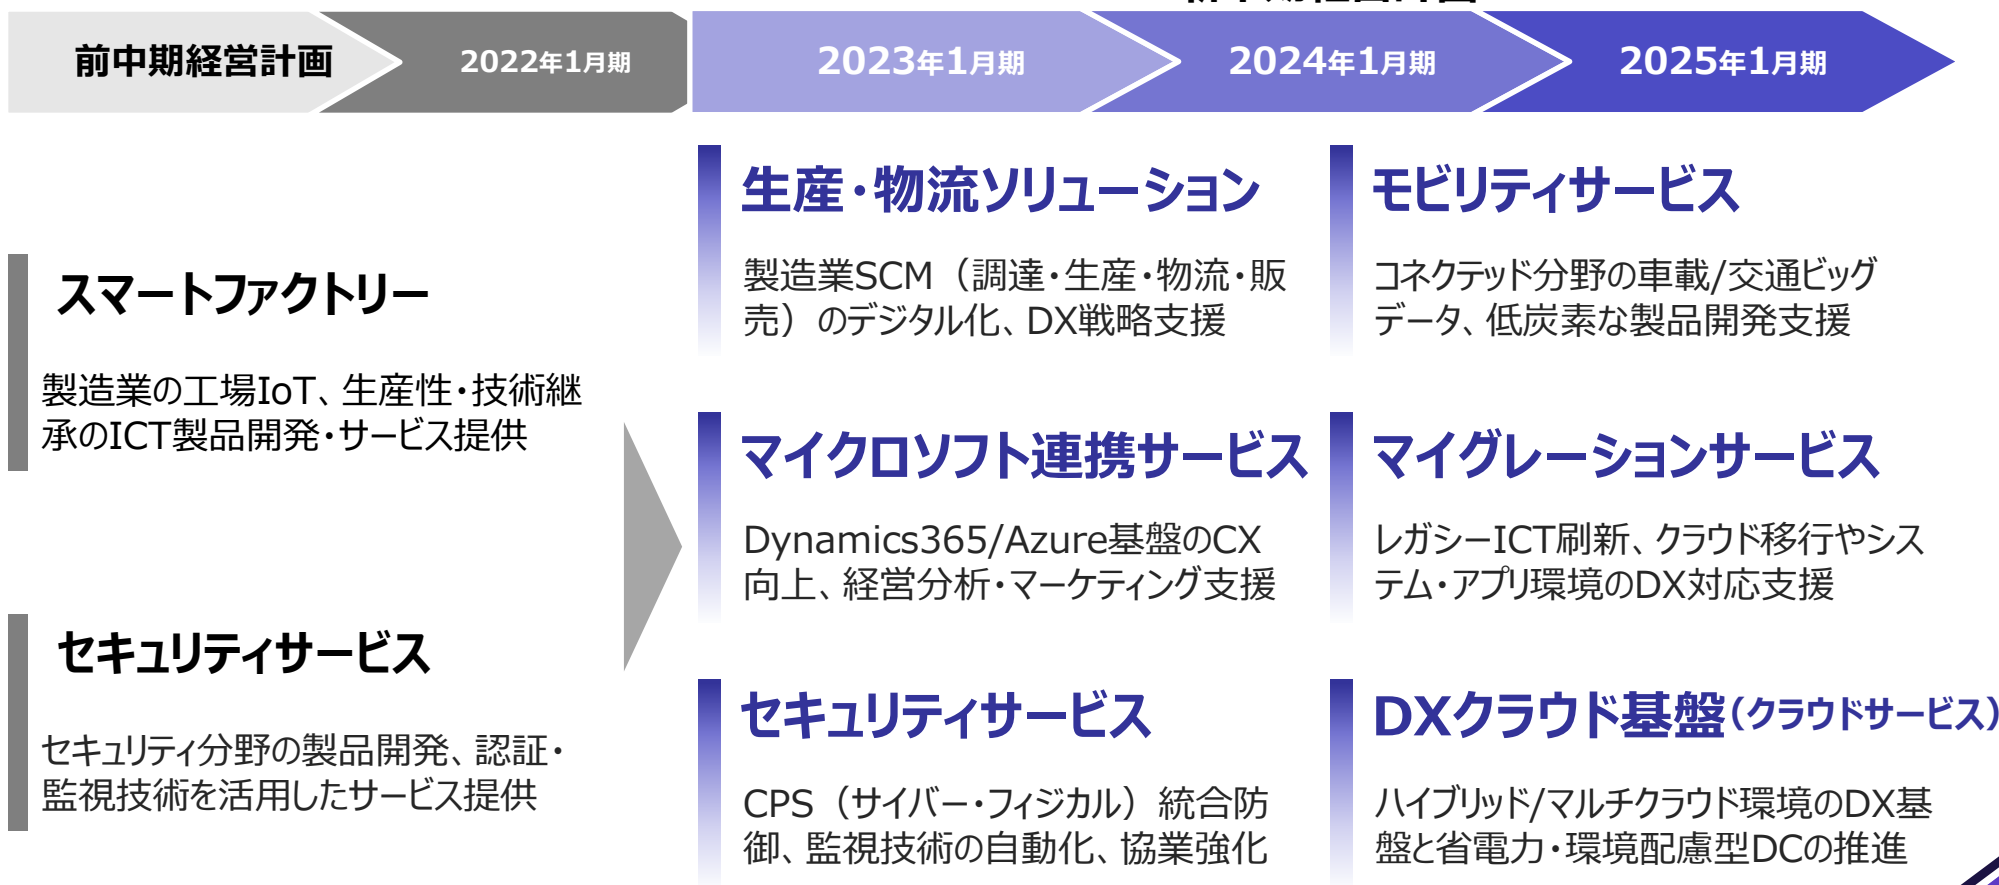 前中期経営計画
2022年1月期
2023年1月期
2024年1月期
2025年1月期
スマートファクトリー
製造業の工場IoT、生産性・技術継
承のICT製品開発・サービス提供
セキュリティサービス
セキュリティ分野の製品開発、認証・
監視技術を活用したサービス提供
生産・物流ソリューション
製造業SCM（調達・生産・物流・販
売）のデジタル化、DX戦略支援
マイクロソフト連携サービス
Dynamics365/Azure基盤のCX
向上、経営分析・マーケティング支援
セキュリティサービス
CPS（サイバー・フィジカル）統合防
御、監視技術の自動化、協業強化
モビリティサービス
コネクテッド分野の車載/交通ビッグ
データ、低炭素な製品開発支援
マイグレーションサービス
レガシーICT刷新、クラウド移行やシス
テム・アプリ環境のDX対応支援
DXクラウド基盤（クラウドサービス）
ハイブリッド/マルチクラウド環境のDX基
盤と省電力・環境配慮型DCの推進